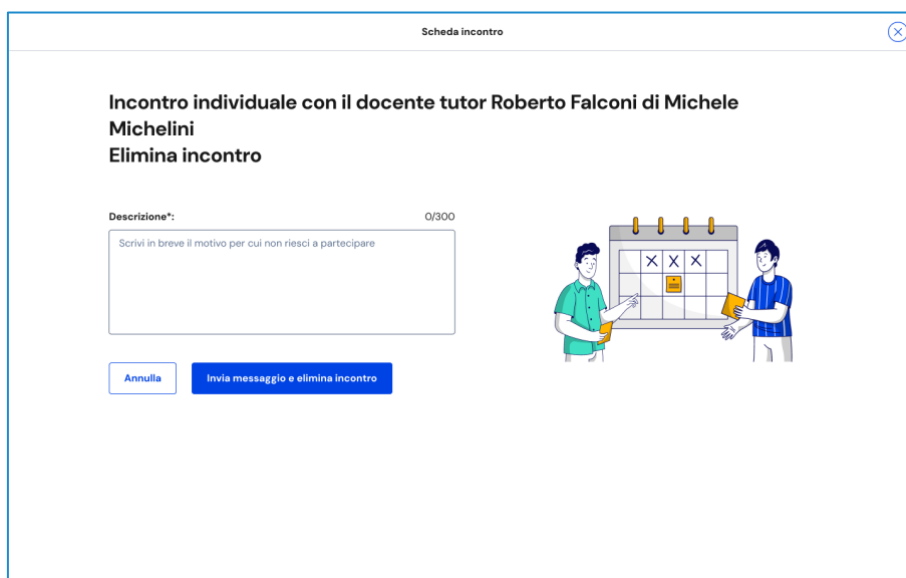 Scheda incontro
Incontro individuale con il docente tutor Roberto Falconi di Michele
Michelini
Elimina incontro
Descrizione*:
0/300
Scrivi in breve il motivo per cui non riesci a partecipare
Annulla
Invia messaggio e elimina incontro